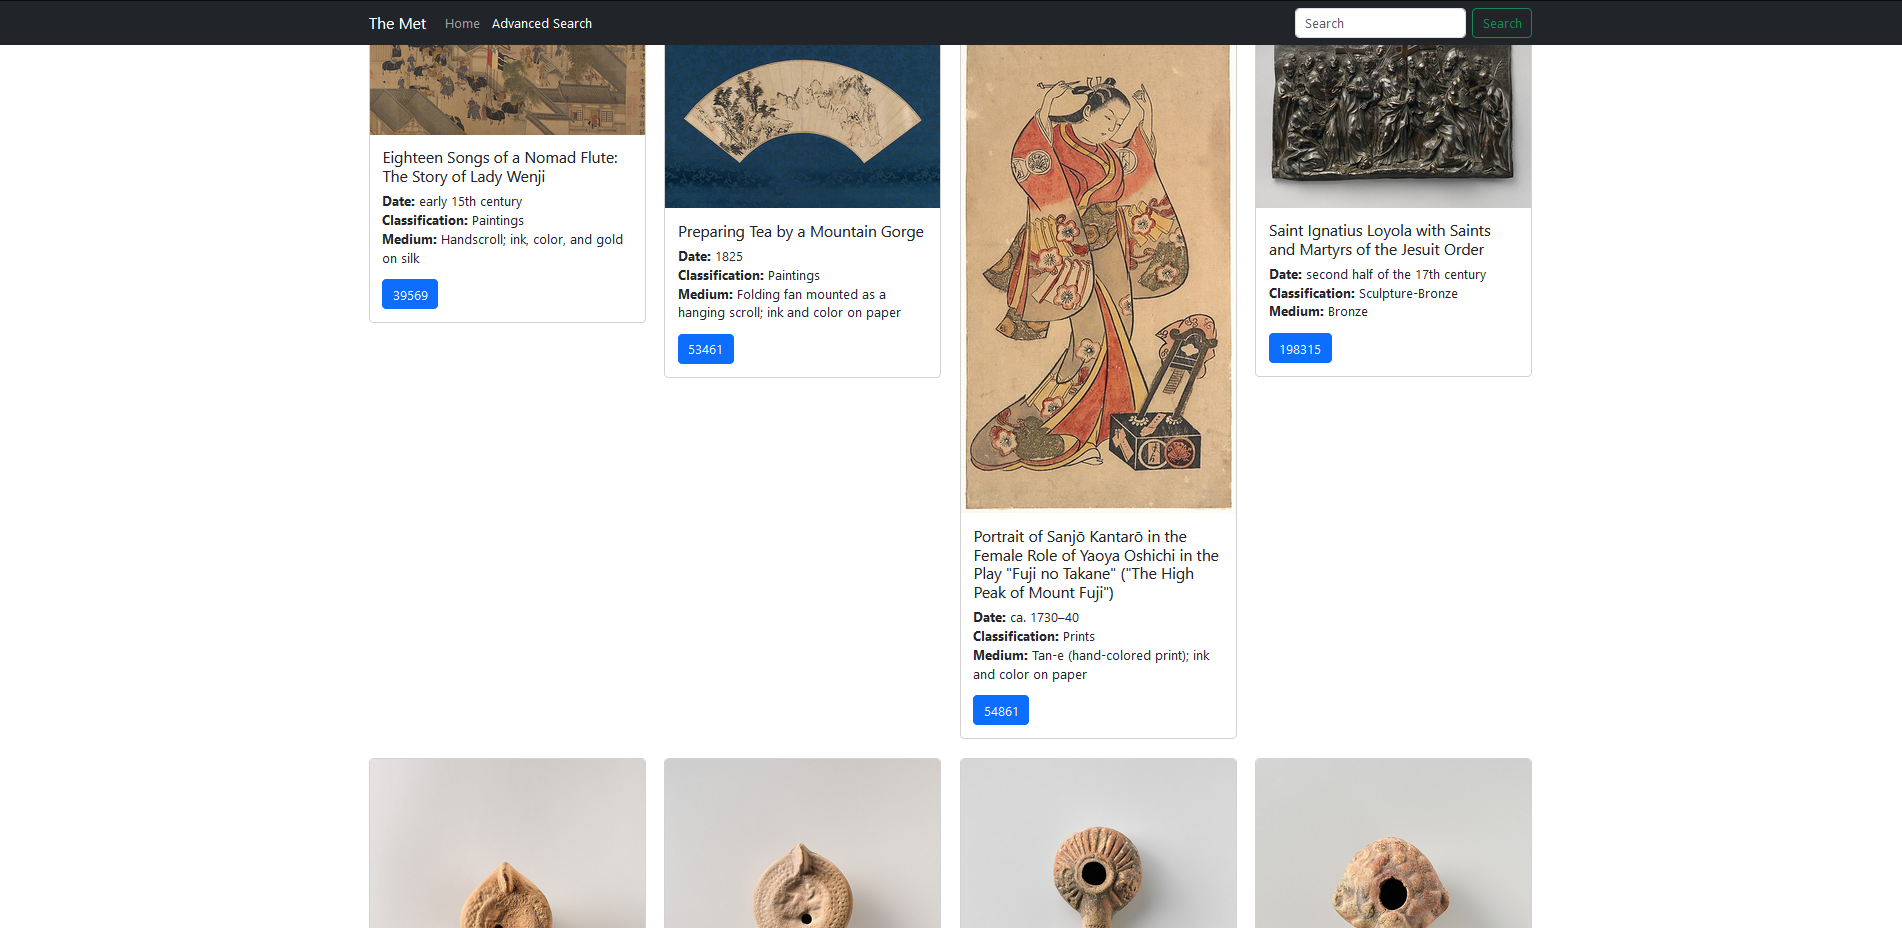 The Met
Home
Advanced Search
Search
Search
Eighteen Songs of a Nomad Flute:
The Story of Lady Wenji
Date: early 15th century
Classification: Paintings
Medium: Handscroll; ink, color, and gold
on silk
39569
Preparing Tea by a Mountain Gorge
Date: 1825
Classification: Paintings
Medium: Folding fan mounted as a
hanging scroll; ink and color on paper
53461
Portrait of Sanjō Kantarō in the
Female Role of Yaoya Oshichi in the
Play "Fuji no Takane" ("The High
Peak of Mount Fuji")
Date: ca. 1730–40
Classification: Prints
Medium: Tan-e (hand-colored print); ink
and color on paper
54861
Saint Ignatius Loyola with Saints
and Martyrs of the Jesuit Order
Date: second half of the 17th century
Classification: Sculpture-Bronze
Medium: Bronze
198315